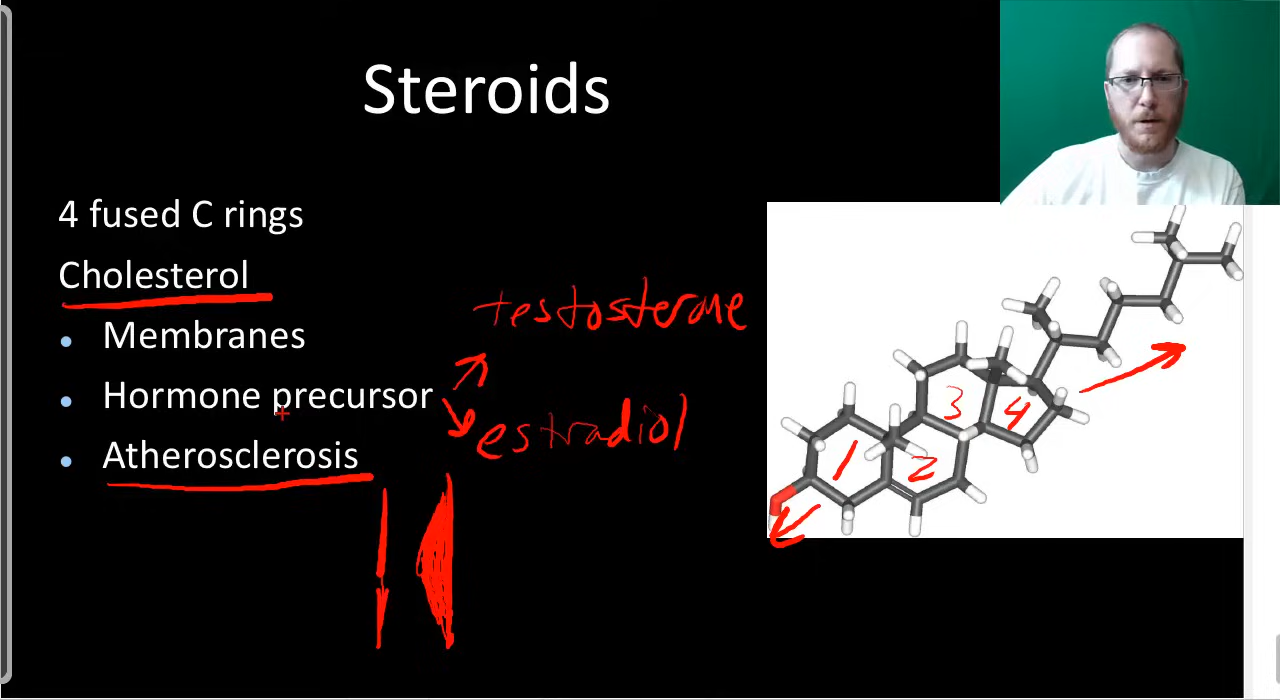 Steroids
4 fused C rings
Cholesterol
• Membranes
• Hormone precursor
• Atherosclerosis
testosterone
estradiol
1
2
3
4